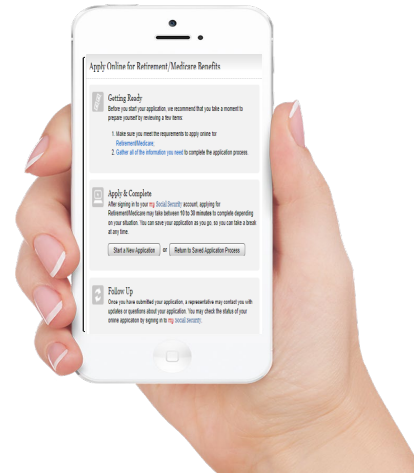 Apply Online for Retirement/Medicare Benefits
Getting Ready
Before you start your application, we recommend that you take a moment to
prepare yourself by reviewing a few items:
1. Make sure you meet the requirements to apply online for
Retirement/Medicare.
2. Gather all of the information you need to complete the application process.
Apply & Complete
After signing in to your my Social Security account, applying for
Retirement/Medicare may take between 10 to 30 minutes to complete depending
on your situation. You can save your application as you go, so you can take a break
at any time.
Start a New Application or Return to Saved Application Process
Follow Up
Once you have submitted your application, a representative may contact you with
updates or questions about your application. You may check the status of your
online application by signing in to my Social Security.